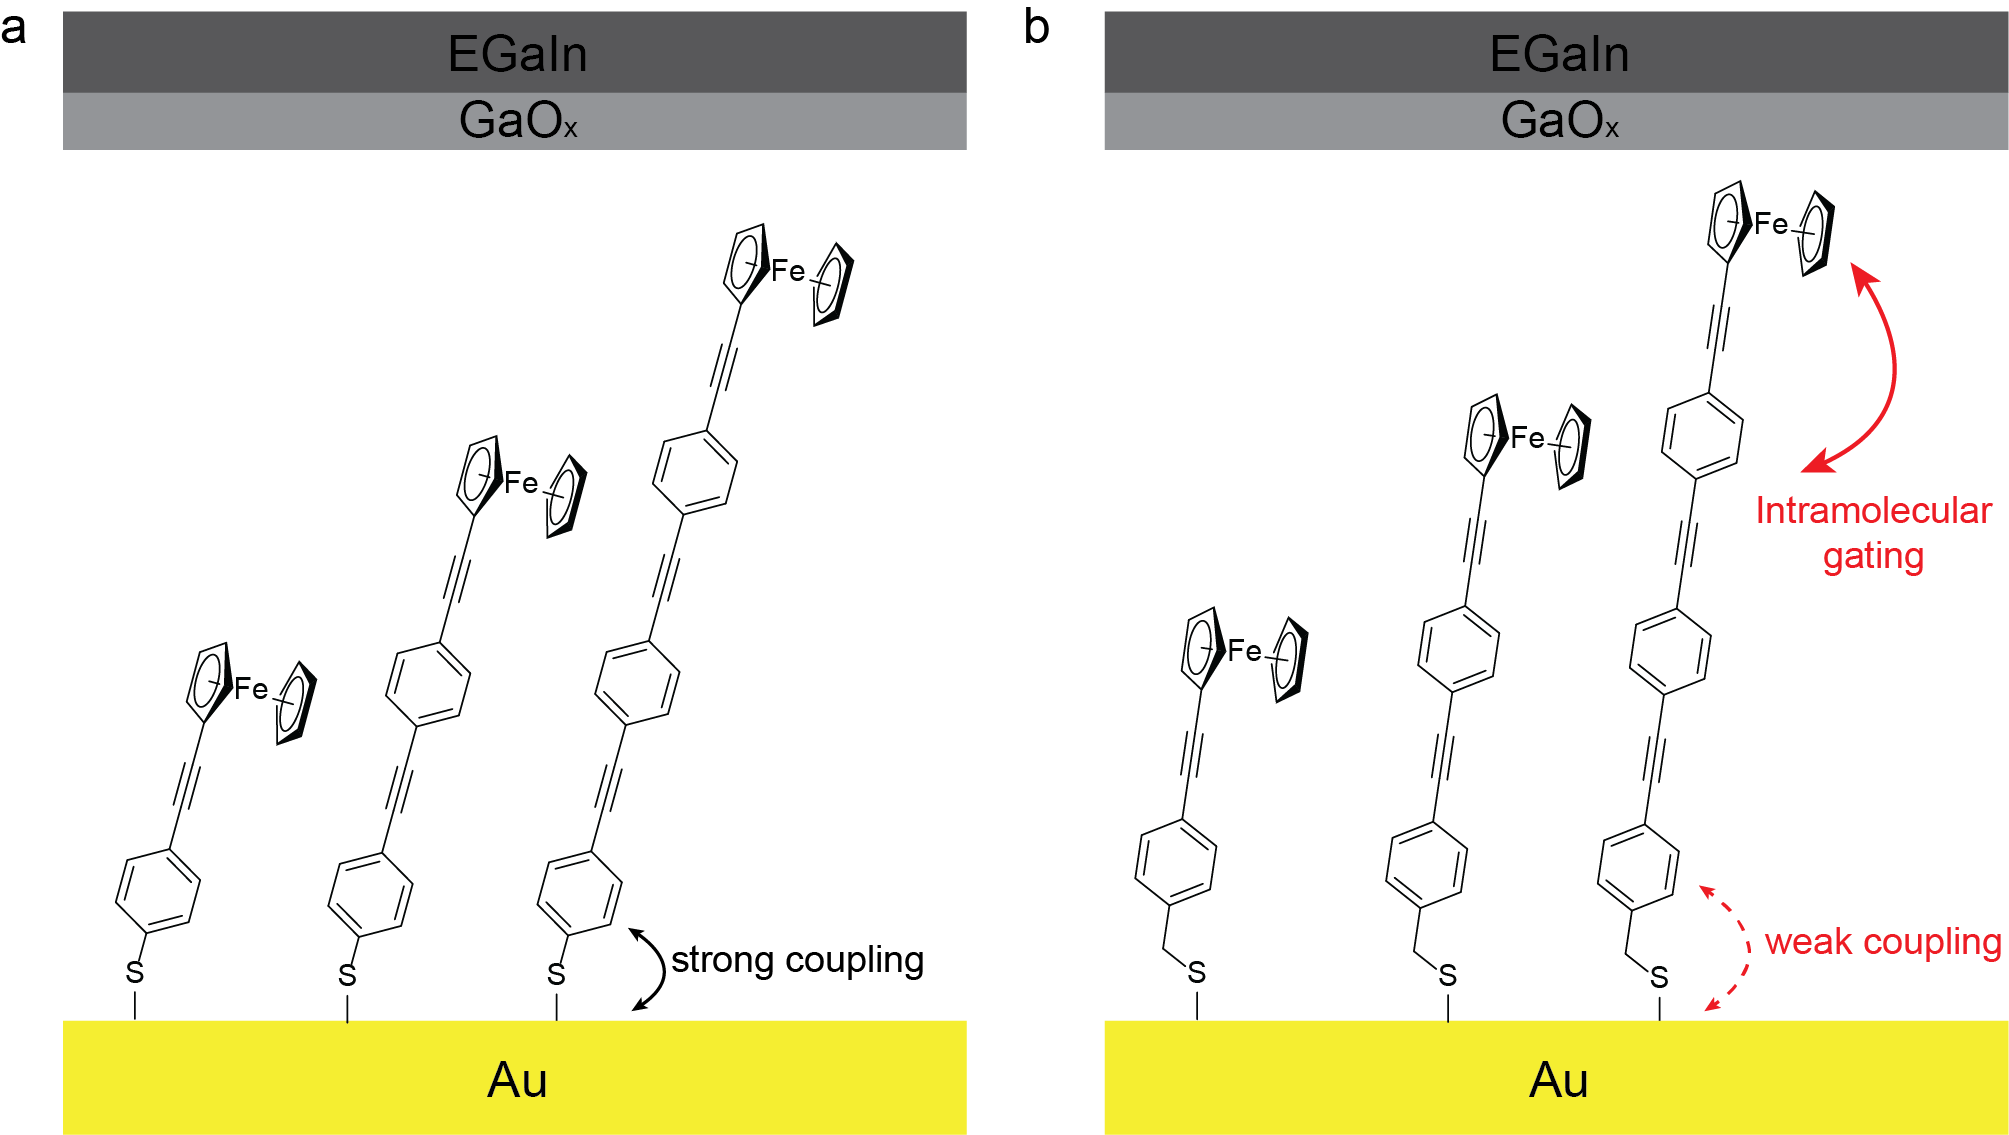 a
EGaIn
GaOx
Fe
Fe
Fe
S
S
S
strong coupling
Au
b
EGaIn
GaOx
Fe
Fe
Fe
Intramolecular
gating
S
S
S
weak coupling
Au